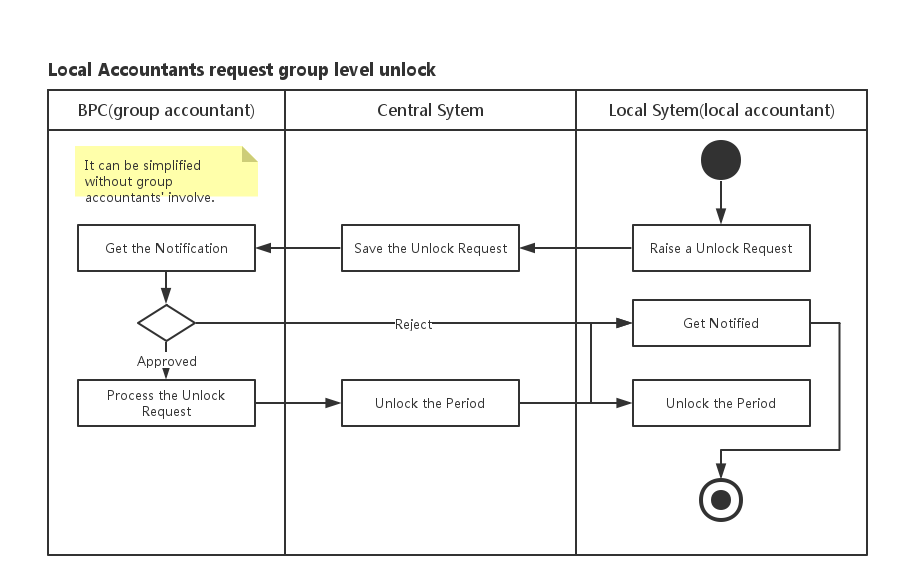 Local Accountants request group level unlock
BPC(group accountant)
Central Sytem
Local Sytem(local accountant)
It can be simplified
without group
accountants' involve.
Get the Notification
Save the Unlock Request
Raise a Unlock Request
Reject
Get Notified
Approved
Process the Unlock
Request
Unlock the Period
Unlock the Period